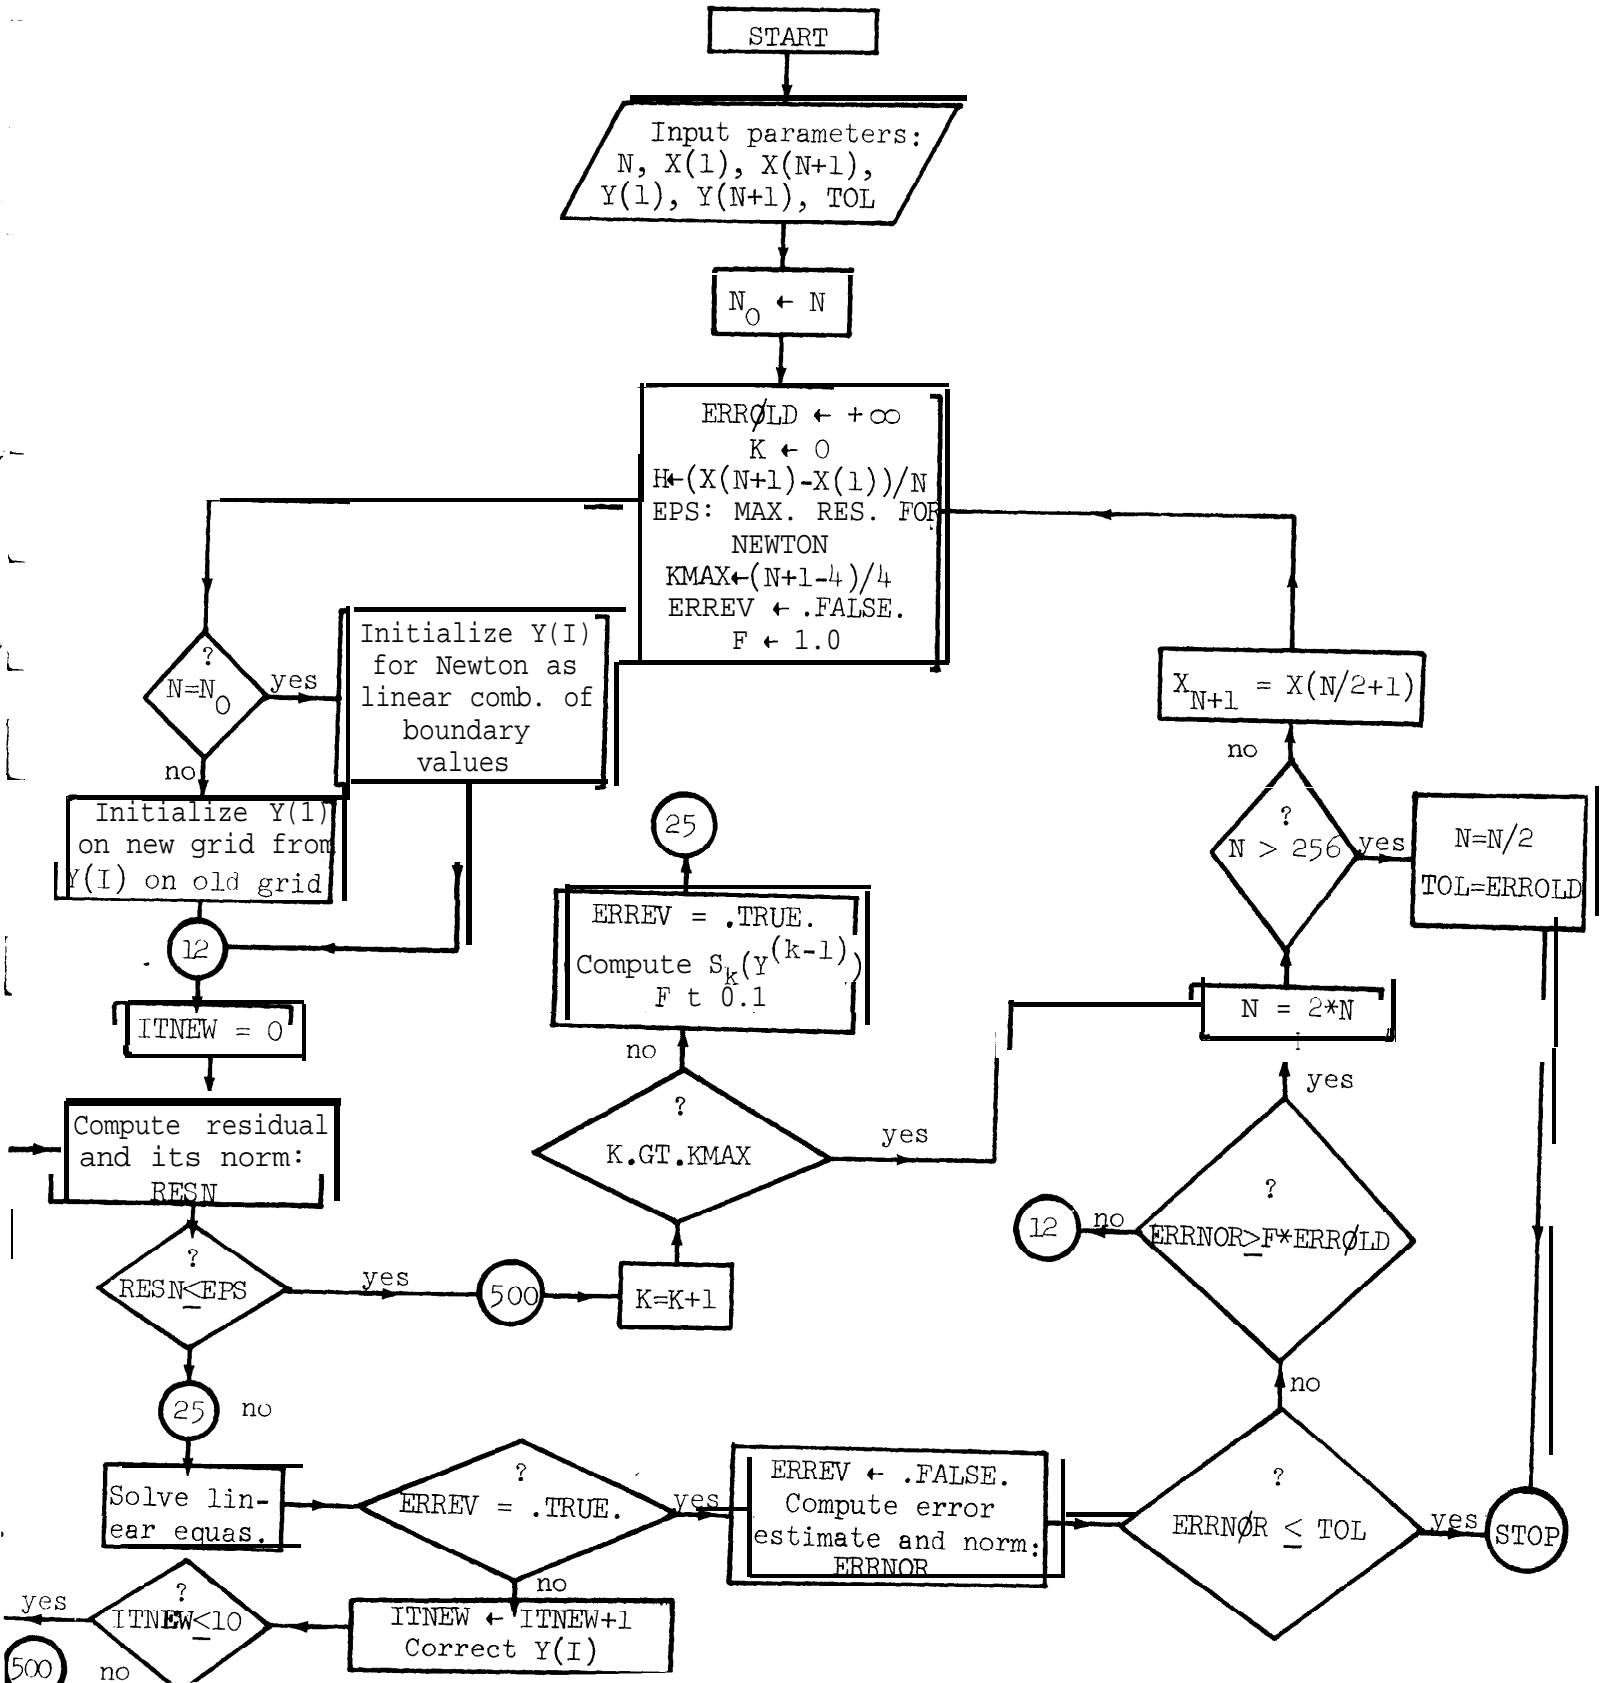 START
Input parameters:
N, X(1), X(N+1),
Y(1), Y(N+1), TOL
N₀ ← N
ERRØLD ← +∞
K ← 0
H←(X(N+1)-X(1))/N
EPS: MAX. RES. FOR
NEWTON
KMAX←(N+1-4)/4
ERREV ← .FALSE.
F ← 1.0
?
N=N₀
yes
no
Initialize Y(I)
for Newton as
linear comb. of
boundary
values
Initialize Y(1)
on new grid from
Y(I) on old grid
12
ITNEW = 0
Compute residual
and its norm:
RESN
?
RESN≤EPS
yes
500
K=K+1
?
K.GT.KMAX
yes
no
ERREV = .TRUE.
Compute Sₖ(Y⁽ᵏ⁻¹⁾)
F t 0.1
25
X_N+1 = X(N/2+1)
no
?
N > 256
yes
N=N/2
TOL=ERROLD
N = 2*N
yes
?
ERRNOR≥F*ERRØLD
no
12
no
?
ERRNØR ≤ TOL
yes
STOP
25
no
Solve lin-
ear equas.
?
ERREV = .TRUE.
yes
no
ERREV ← .FALSE.
Compute error
estimate and norm:
ERRNOR
ITNEW ← ITNEW+1
Correct Y(I)
?
ITNEW≤10
yes
500
no